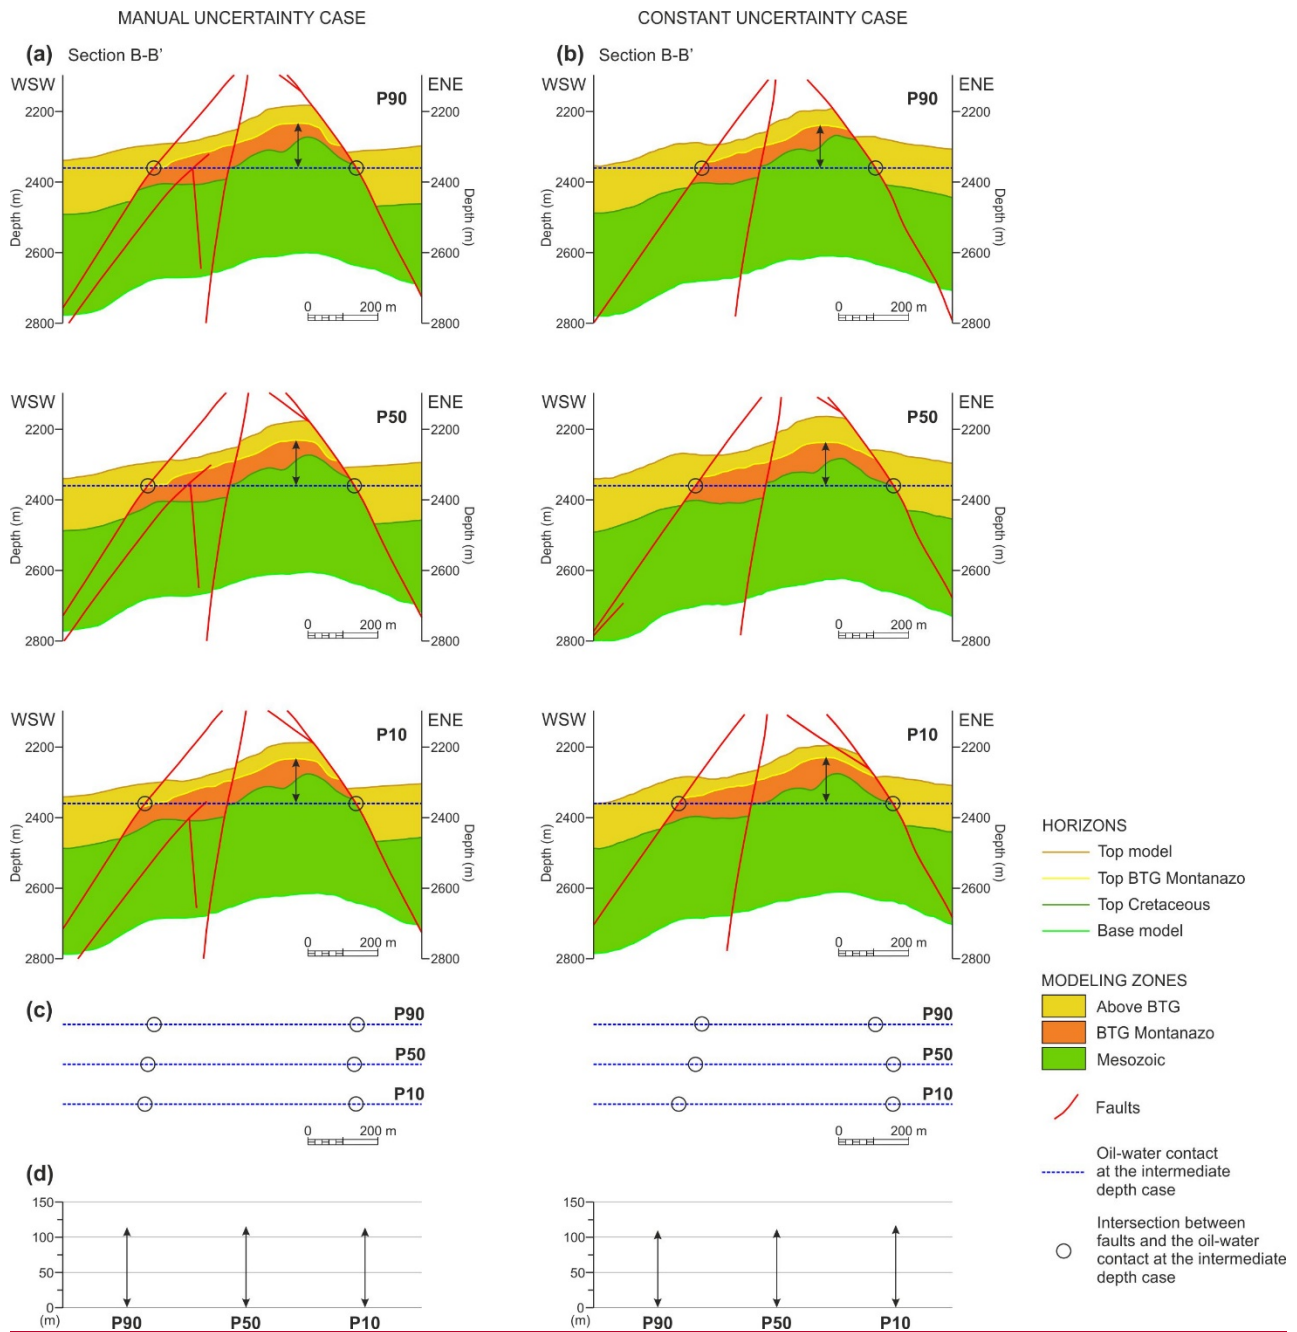 MANUAL UNCERTAINTY CASE
CONSTANT UNCERTAINTY CASE
(a) Section B-B'
(b) Section B-B'
WSW
ENE
P90
2200
2400
2600
2800
Depth (m)
2200
2400
2600
2800
Depth (m)
0 200 m
WSW
ENE
P90
2200
2400
2600
2800
Depth (m)
2200
2400
2600
2800
Depth (m)
0 200 m
WSW
ENE
P50
2200
2400
2600
2800
Depth (m)
2200
2400
2600
2800
Depth (m)
0 200 m
WSW
ENE
P50
2200
2400
2600
2800
Depth (m)
2200
2400
2600
2800
Depth (m)
0 200 m
WSW
ENE
P10
2200
2400
2600
2800
Depth (m)
2200
2400
2600
2800
Depth (m)
0 200 m
WSW
ENE
P10
2200
2400
2600
2800
Depth (m)
2200
2400
2600
2800
Depth (m)
0 200 m
HORIZONS
Top model
Top BTG Montanazo
Top Cretaceous
Base model
MODELING ZONES
Above BTG
BTG Montanazo
Mesozoic
Faults
Oil-water contact
at the intermediate
depth case
Intersection between
faults and the oil-water
contact at the intermediate
depth case
(c)
P90
P50
P10
0 200 m
P90
P50
P10
0 200 m
(d)
150
100
50
0
(m)
P90 P50 P10
150
100
50
0
(m)
P90 P50 P10